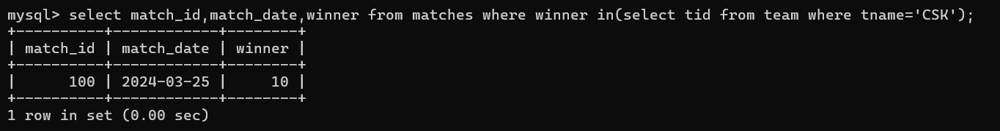 mysql> select match_id,match_date,winner from matches where winner in(select tid from team where tname='CSK');
+----------+------------+--------+
| match_id | match_date | winner |
+----------+------------+--------+
|      100 | 2024-03-25 |     10 |
+----------+------------+--------+
1 row in set (0.00 sec)